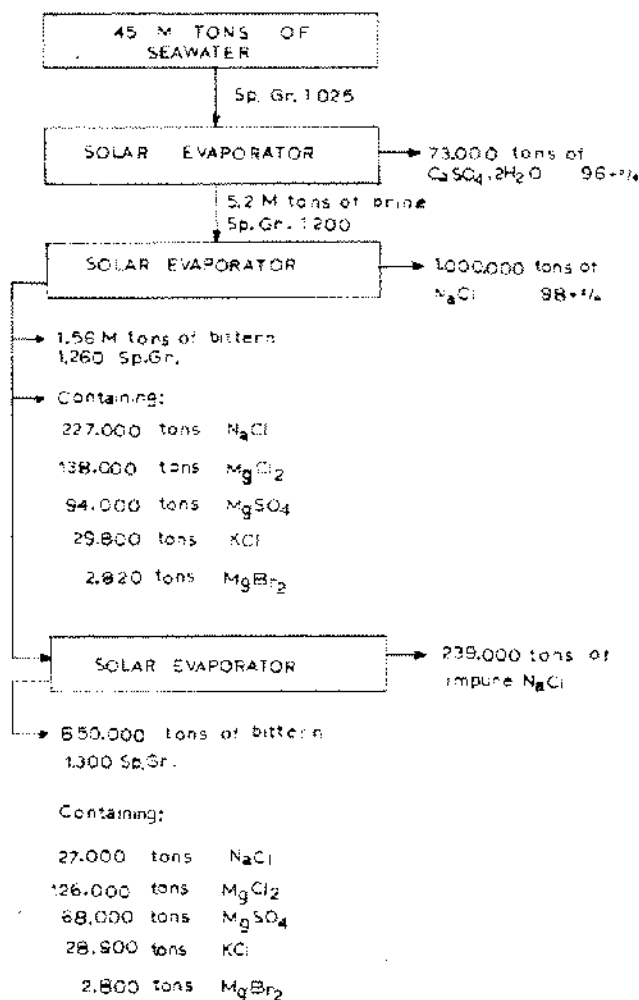 45 M TONS OF
SEAWATER
Sp. Gr. 1025
SOLAR EVAPORATOR
73.000 tons of
CaSO4.2H2O 96+%
5.2 M tons of brine
Sp. Gr. 1200
SOLAR EVAPORATOR
1.000.000 tons of
NaCl 98+%
1.56 M tons of bittern
1,260 Sp.Gr.
Containing:
227.000 tons NaCl
138.000 tons MgCl2
94.000 tons MgSO4
29.800 tons KCl
2.820 tons MgBr2
SOLAR EVAPORATOR
239.000 tons of
impure NaCl
650.000 tons of bittern
1.300 Sp.Gr.
Containing:
27.000 tons NaCl
126.000 tons MgCl2
68,000 tons MgSO4
28.900 tons KCl
2.800 tons MgBr2